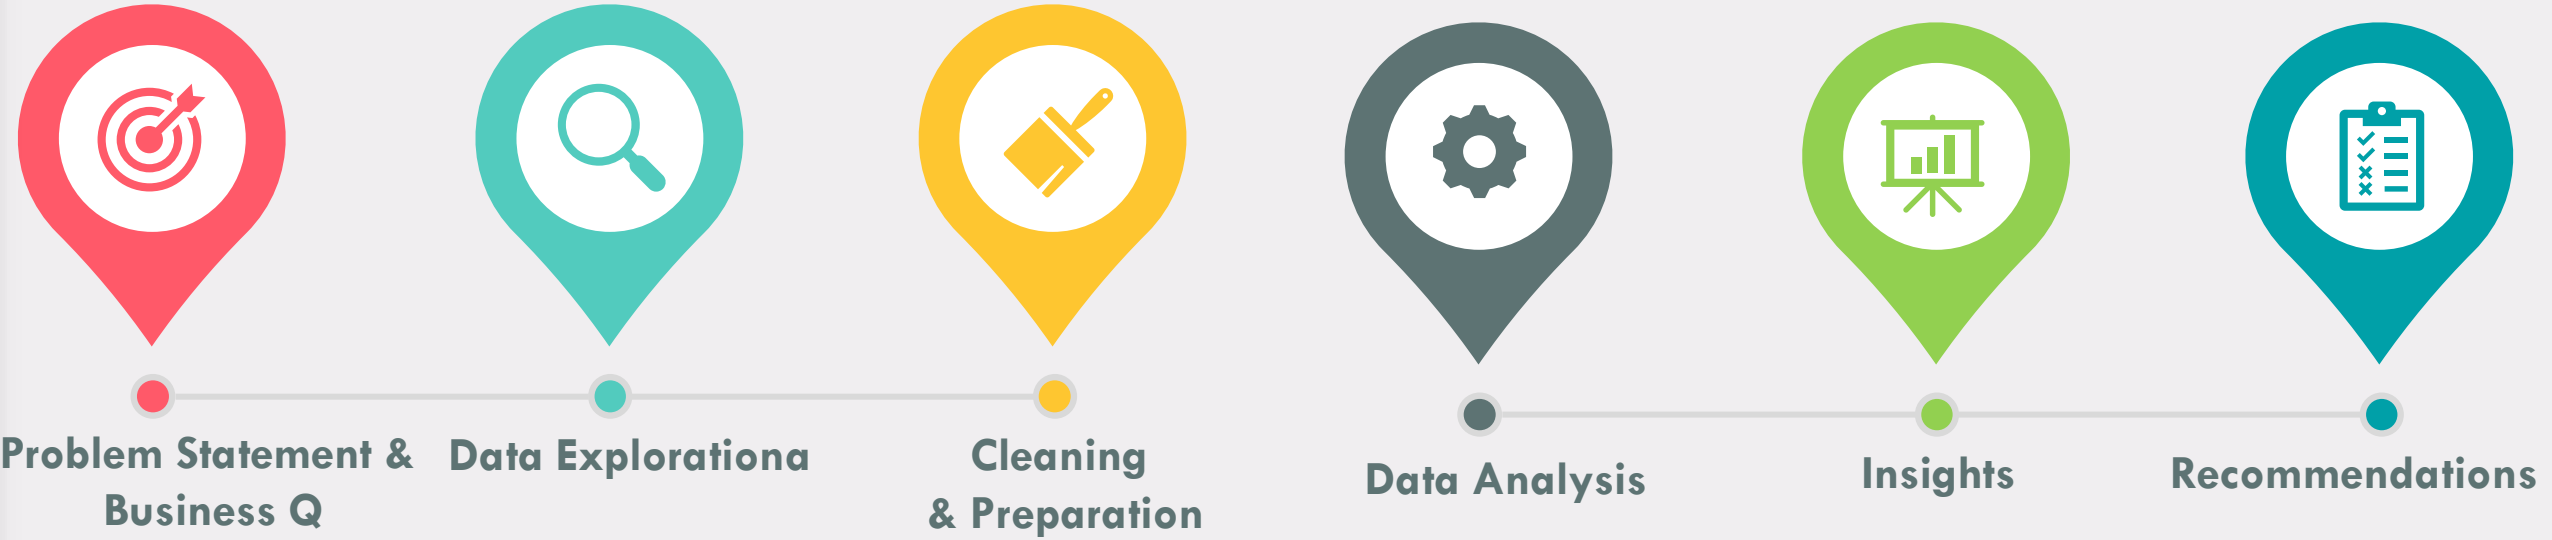 Problem Statement &
Business Q
Data Explorationa
Cleaning
& Preparation
Data Analysis
Insights
Recommendations